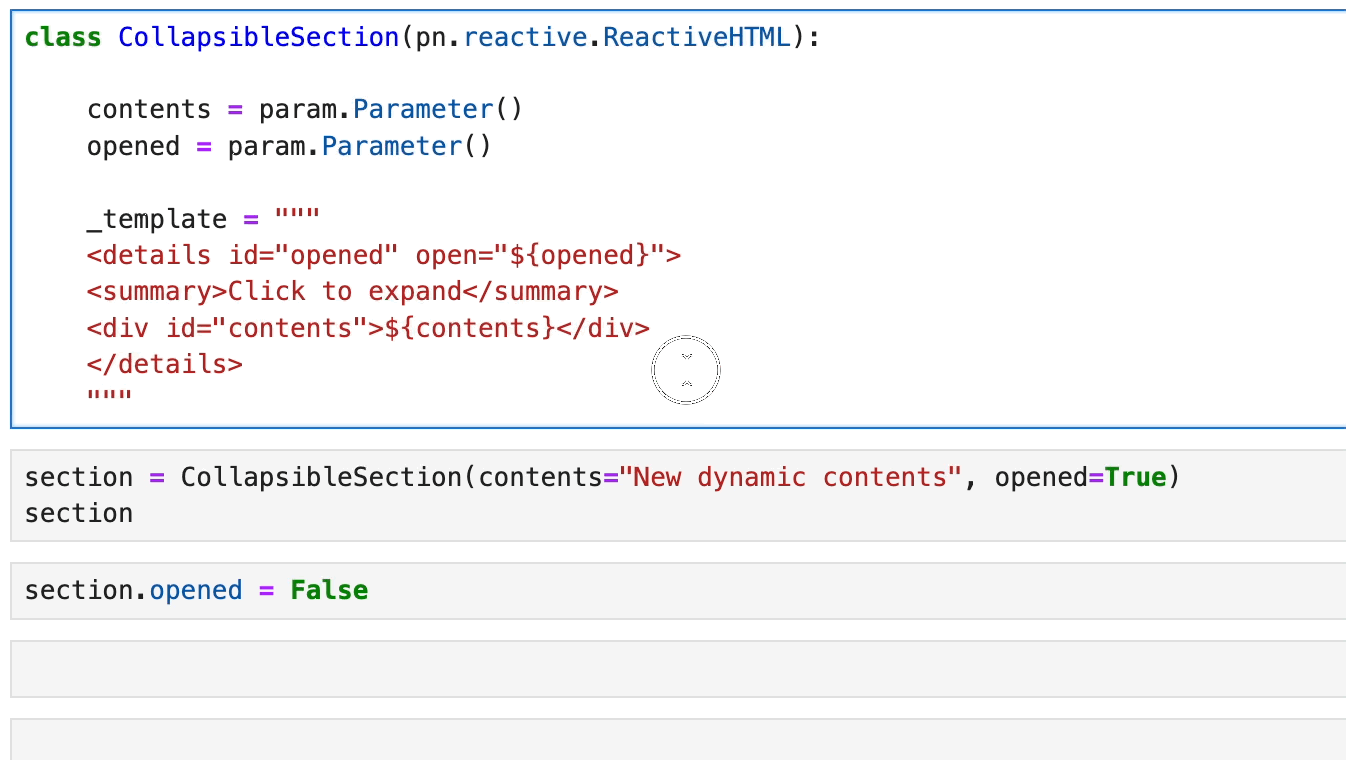 class CollapsibleSection(pn.reactive.ReactiveHTML):
    contents = param.Parameter()
    opened = param.Parameter()
    _template = """
    <details id="opened" open="${opened}">
    <summary>Click to expand</summary>
    <div id="contents">${contents}</div>
    </details>
    """
section = CollapsibleSection(contents="New dynamic contents", opened=True)
section
section.opened = False